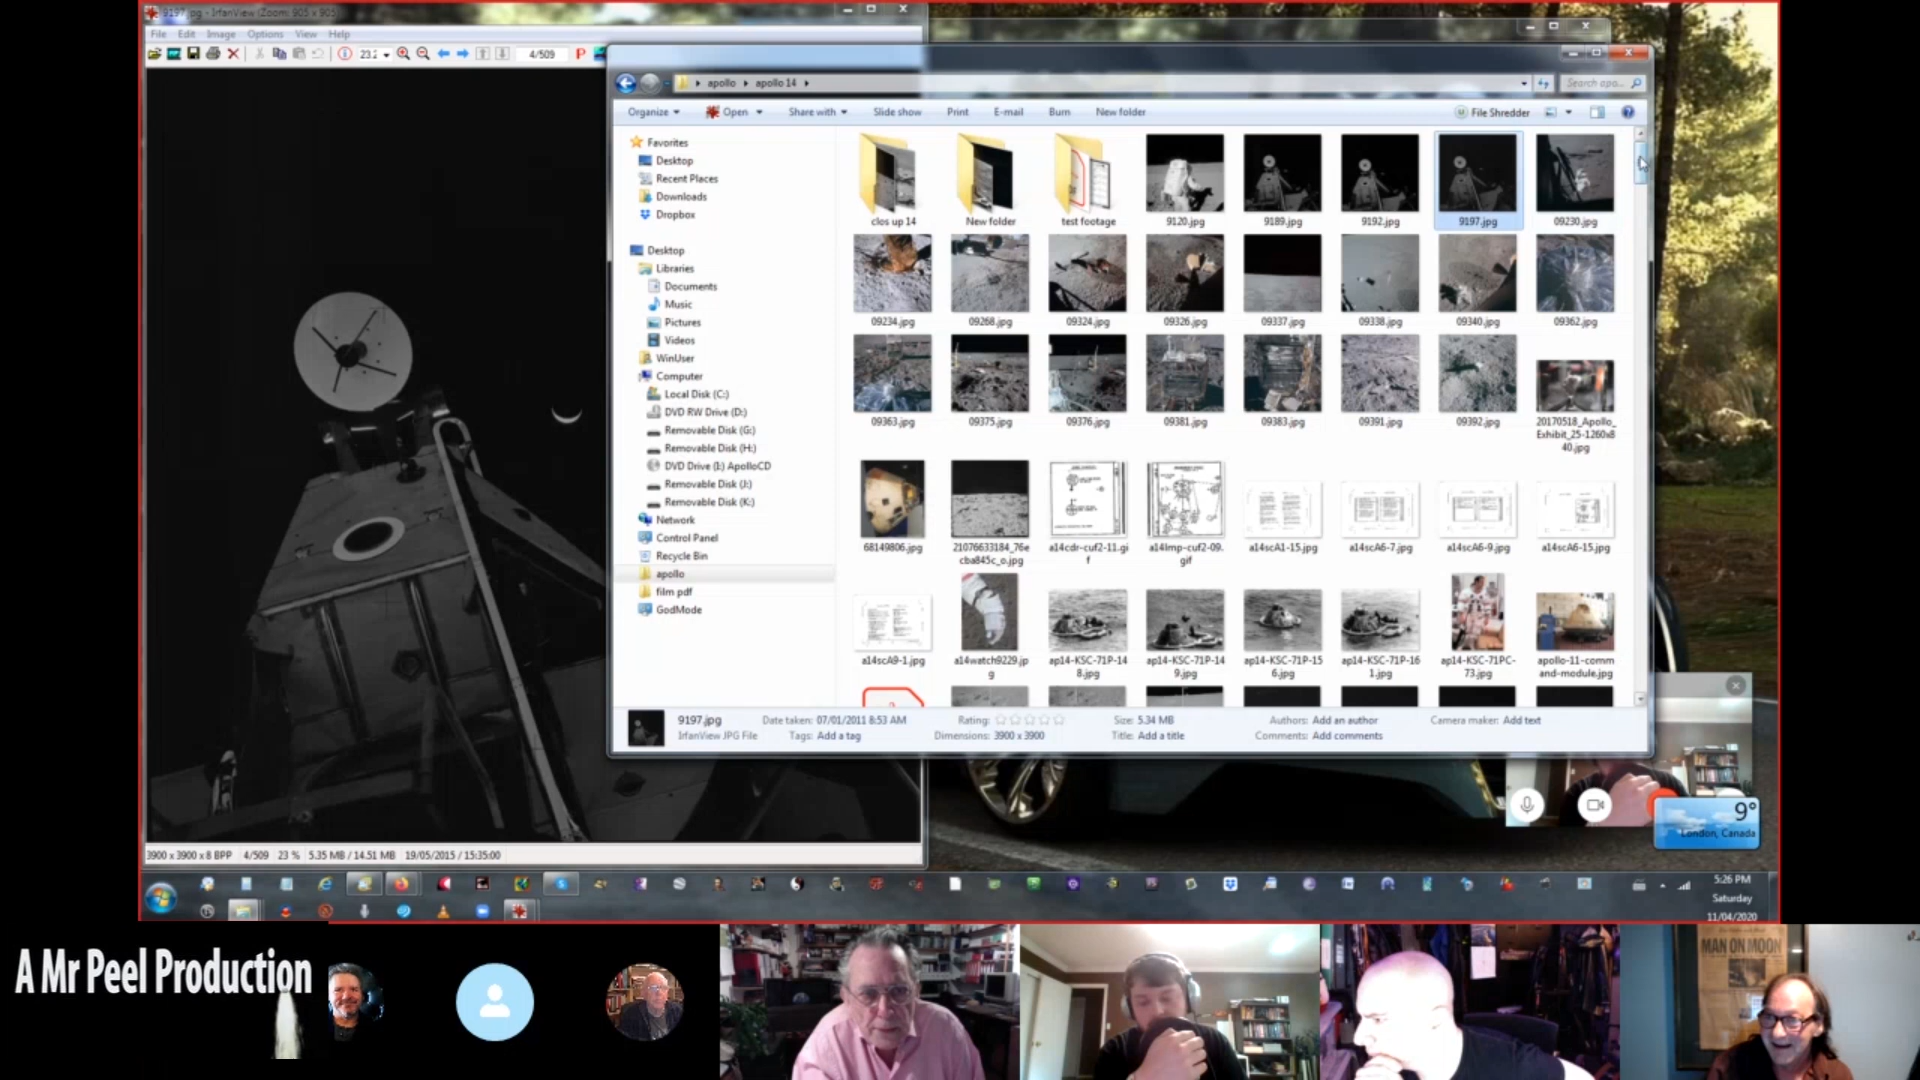 9197.jpg - IrfanView (Zoom: 905 x 905)
File Edit Image Options View Help
4/509
apollo apollo 14
Search apo...
Organize Open Share with Slide show Print E-mail Burn New folder
File Shredder
Favorites
Desktop
Recent Places
Downloads
Dropbox
Desktop
Libraries
Documents
Music
Pictures
Videos
WinUser
Computer
Local Disk (C:)
DVD RW Drive (D:)
Removable Disk (G:)
Removable Disk (H:)
DVD Drive (I:) ApolloCD
Removable Disk (J:)
Removable Disk (K:)
Network
Control Panel
Recycle Bin
apollo
film pdf
GodMode
clos up 14 New folder test footage 9120.jpg 9189.jpg 9192.jpg 9197.jpg 09230.jpg
09234.jpg 09268.jpg 09324.jpg 09326.jpg 09337.jpg 09338.jpg 09340.jpg 09362.jpg
09363.jpg 09375.jpg 09376.jpg 09381.jpg 09383.jpg 09391.jpg 09392.jpg 20170518_Apollo_
Exhibit_25-1260x8
40.jpg
68149806.jpg 21076633184_76e a14cdr-cuf2-11.gi a14lmp-cuf2-09. a14scA1-15.jpg a14scA6-7.jpg a14scA6-9.jpg a14scA6-15.jpg
cba845c_o.jpg f gif
a14scA9-1.jpg a14watch9229.jp ap14-KSC-71P-14 ap14-KSC-71P-14 ap14-KSC-71P-15 ap14-KSC-71P-16 ap14-KSC-71PC- apollo-11-comm
g 8.jpg 9.jpg 6.jpg 1.jpg 73.jpg and-module.jpg
9197.jpg Date taken: 07/01/2011 8:53 AM Rating: Size: 5.34 MB Authors: Add an author Camera maker: Add text
IrfanView JPG File Tags: Add a tag Dimensions: 3900 x 3900 Title: Add a title Comments: Add comments
9°
London, Canada
3900 x 3900 x 8 BPP 4/509 23 % 5.35 MB / 14.51 MB 19/05/2015 / 15:35:00
5:26 PM
Saturday
11/04/2020
A Mr Peel Production
MAN ON MOON